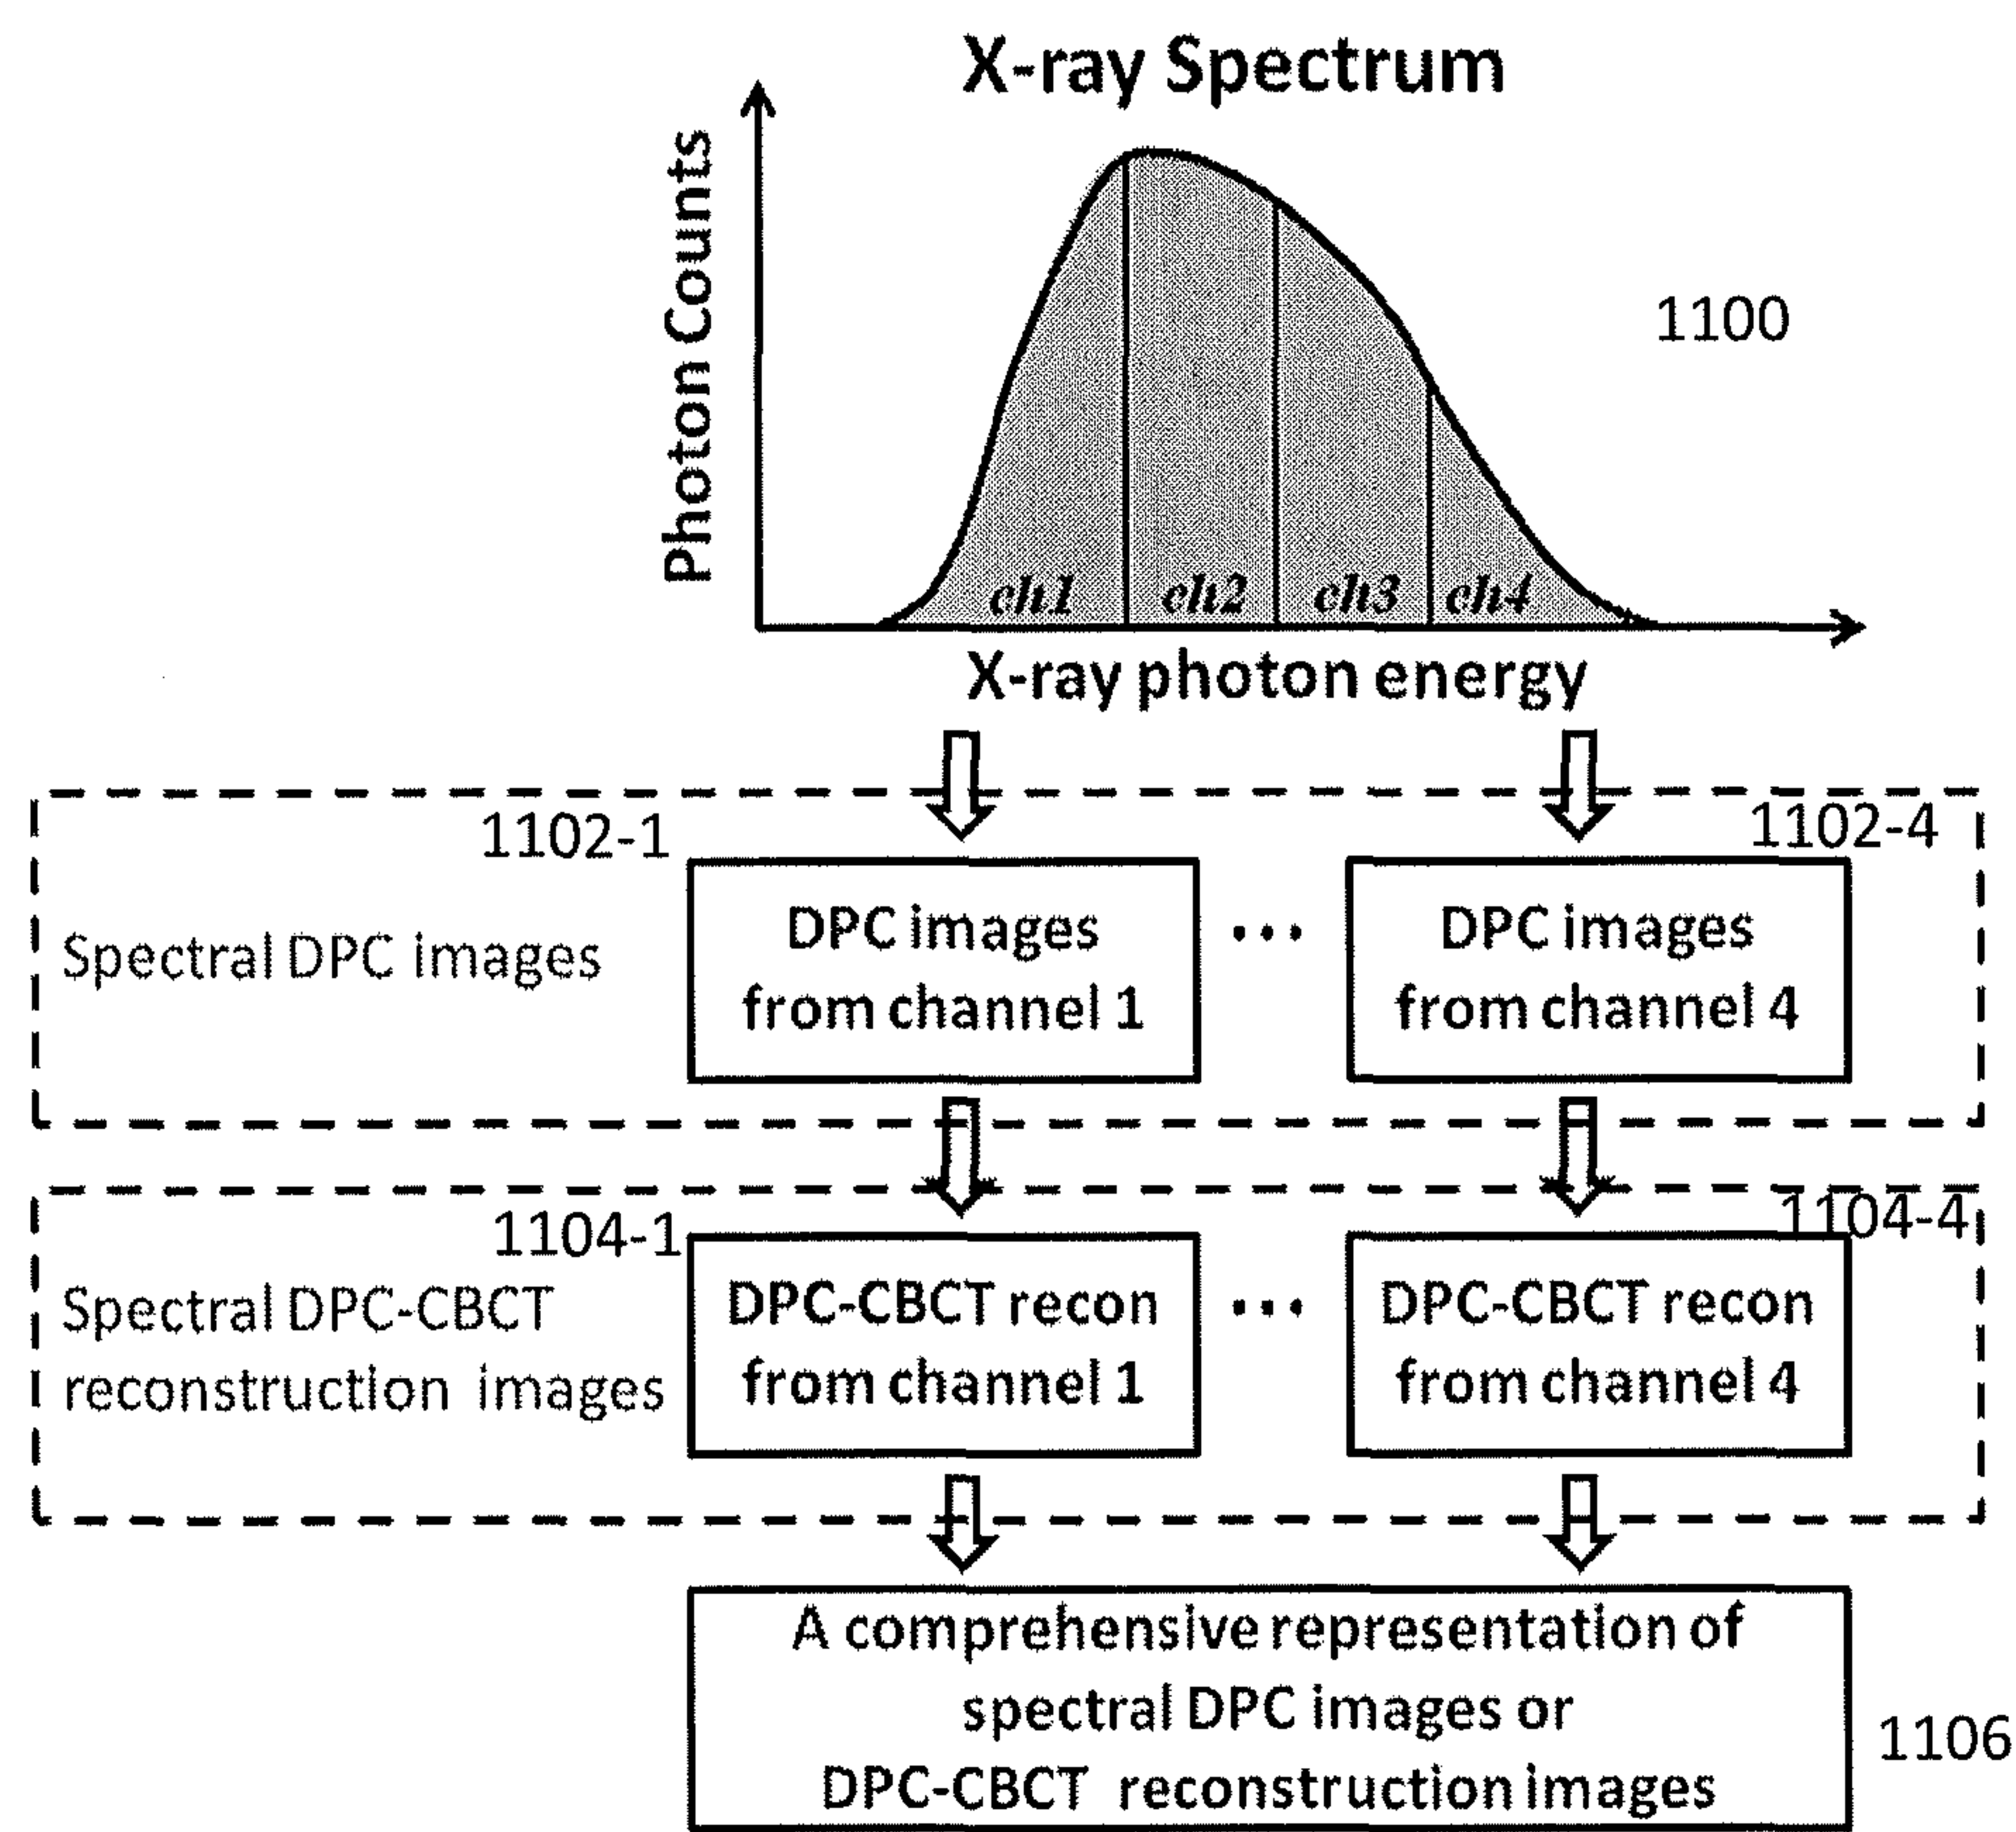 X-ray Spectrum
Photon Counts
1100
ch1 ch2 ch3 ch4
X-ray photon energy
1102-1
1102-4
Spectral DPC images
DPC images
from channel 1
...
DPC images
from channel 4
1104-1
1104-4
Spectral DPC-CBCT
reconstruction images
DPC-CBCT recon
from channel 1
...
DPC-CBCT recon
from channel 4
A comprehensive representation of
spectral DPC images or
DPC-CBCT reconstruction images
1106